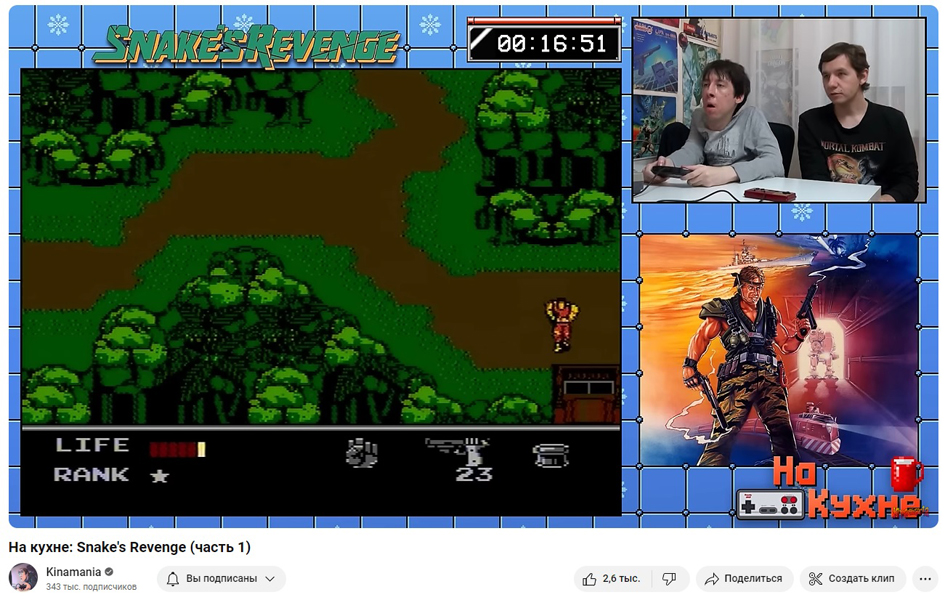 SNAKE'S REVENGE
00:16:51
MORTAL KOMBAT
LIFE
RANK
23
На
Кухне
На кухне: Snake's Revenge (часть 1)
Kinamania
343 тыс. подписчиков
Вы подписаны
2,6 тыс.
Поделиться
Создать клип